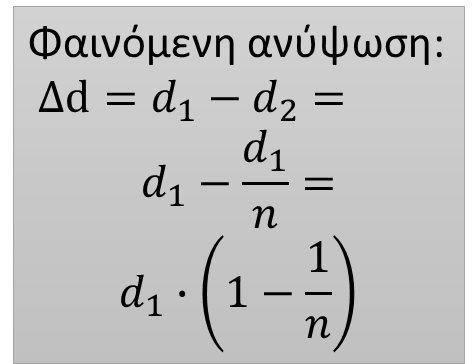 Φαινόμενη ανύψωση:
Δd = d₁ − d₂ =
d₁ − d₁/n =
d₁ · (1 − 1/n)